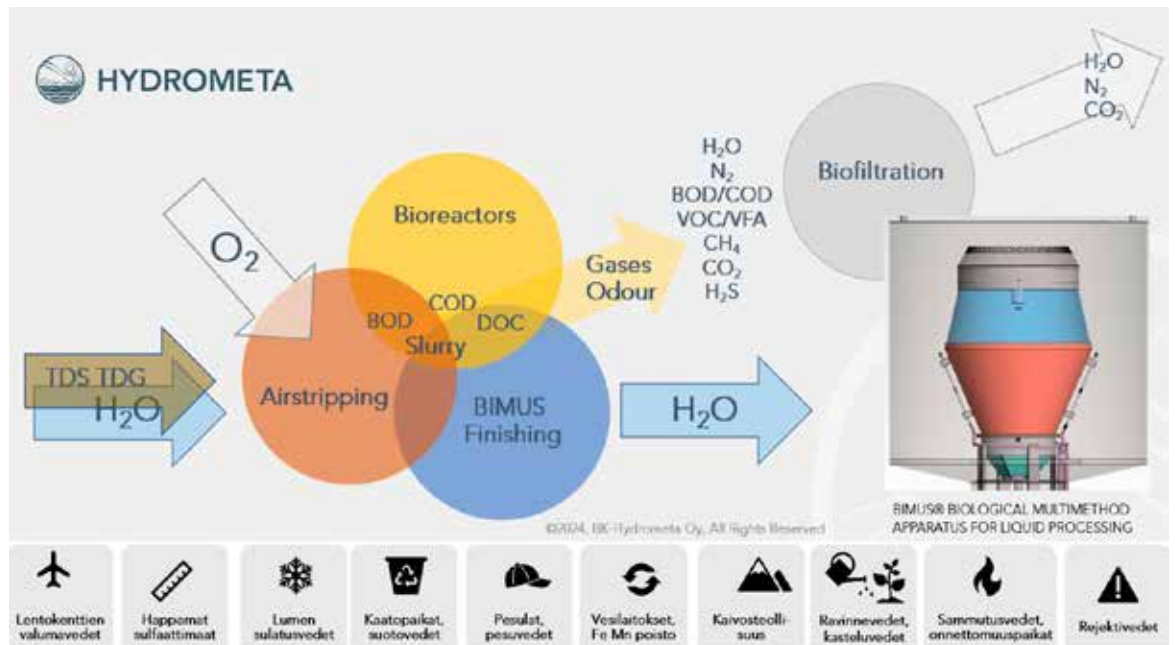 HYDROMETA
H₂O
N₂
CO₂
Biofiltration
H₂O
N₂
BOD/COD
VOC/VFA
CH₄
CO₂
H₂S
Bioreactors
O₂
Gases
Odour
COD
BOD
DOC
Slurry
TDS TDG
H₂O
Airstripping
BIMUS
Finishing
H₂O
©2024, BK-Hydrometa Oy, All Rights Reserved
BIMUS® BIOLOGICAL MULTIMETHOD
APPARATUS FOR LIQUID PROCESSING
Lentokenttien
valumavedet
Happamat
sulfaattimaat
Lumen
sulatusvedet
Kaatopaikat,
suotovedet
Pesulat,
pesuvedet
Vesilaitokset,
Fe Mn poisto
Kaivosteolli-
suus
Ravinnevedet,
kasteluvedet
Sammutusvedet,
onnettomuuspaikat
Rejektivedet